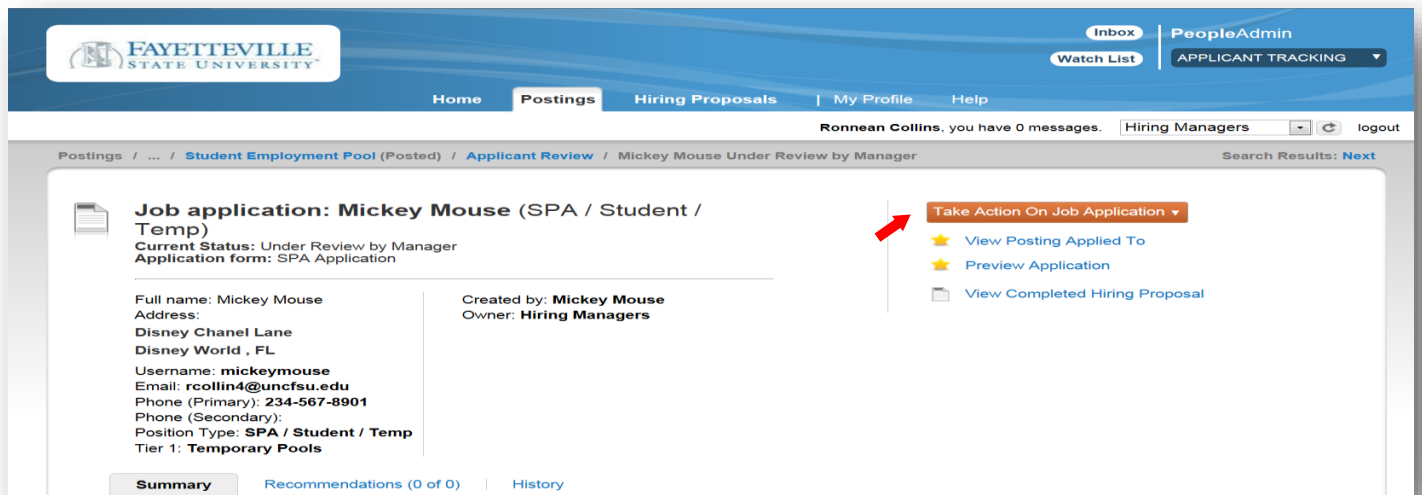 FAYETTEVILLE
STATE UNIVERSITY
Inbox
PeopleAdmin
Watch List
APPLICANT TRACKING
Home Postings Hiring Proposals | My Profile Help
Ronnean Collins, you have 0 messages. Hiring Managers logout
Postings / ... / Student Employment Pool (Posted) / Applicant Review / Mickey Mouse Under Review by Manager Search Results: Next
Job application: Mickey Mouse (SPA / Student /
Temp)
Current Status: Under Review by Manager
Application form: SPA Application
Take Action On Job Application
View Posting Applied To
Preview Application
View Completed Hiring Proposal
Full name: Mickey Mouse
Address:
Disney Chanel Lane
Disney World , FL
Username: mickeymouse
Email: rcollin4@uncfsu.edu
Phone (Primary): 234-567-8901
Phone (Secondary):
Position Type: SPA / Student / Temp
Tier 1: Temporary Pools
Created by: Mickey Mouse
Owner: Hiring Managers
Summary Recommendations (0 of 0) History